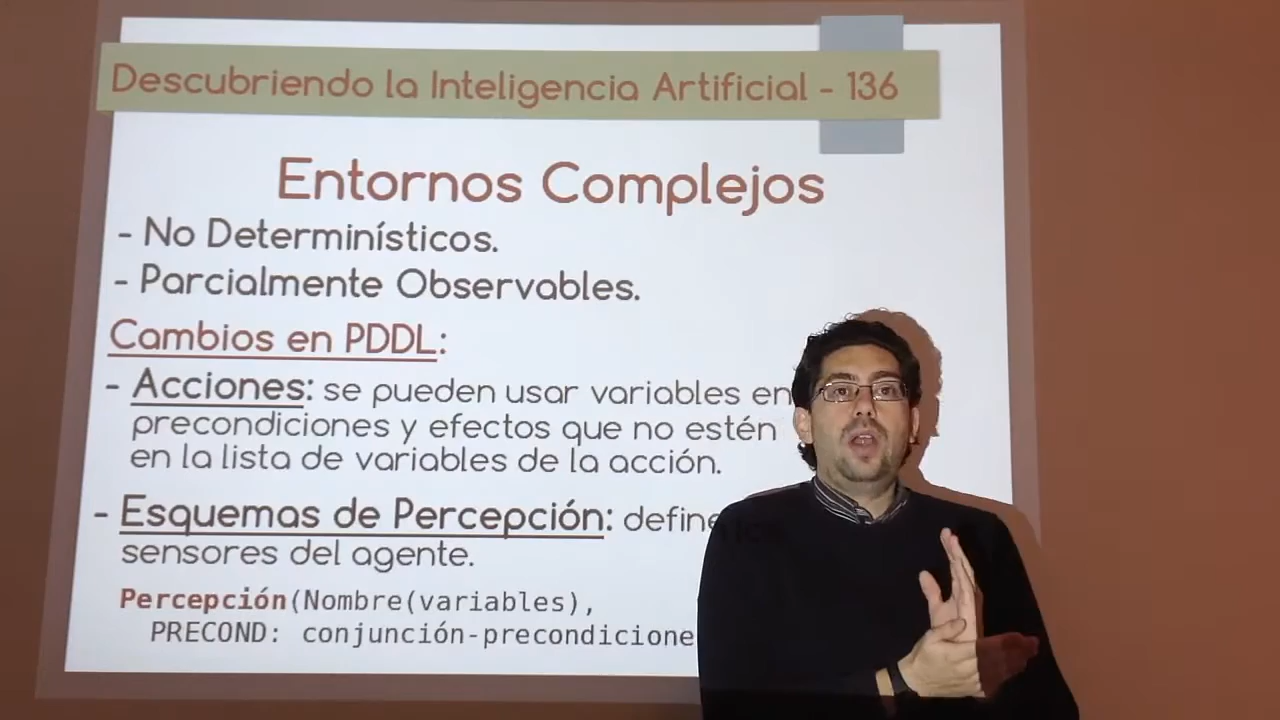 Descubriendo la Inteligencia Artificial - 136
Entornos Complejos
- No Determinísticos.
- Parcialmente Observables.
Cambios en PDDL:
- Acciones: se pueden usar variables en
precondiciones y efectos que no estén
en la lista de variables de la acción.
- Esquemas de Percepción: define
sensores del agente.
Percepción(Nombre(variables),
PRECOND: conjunción-precondicione